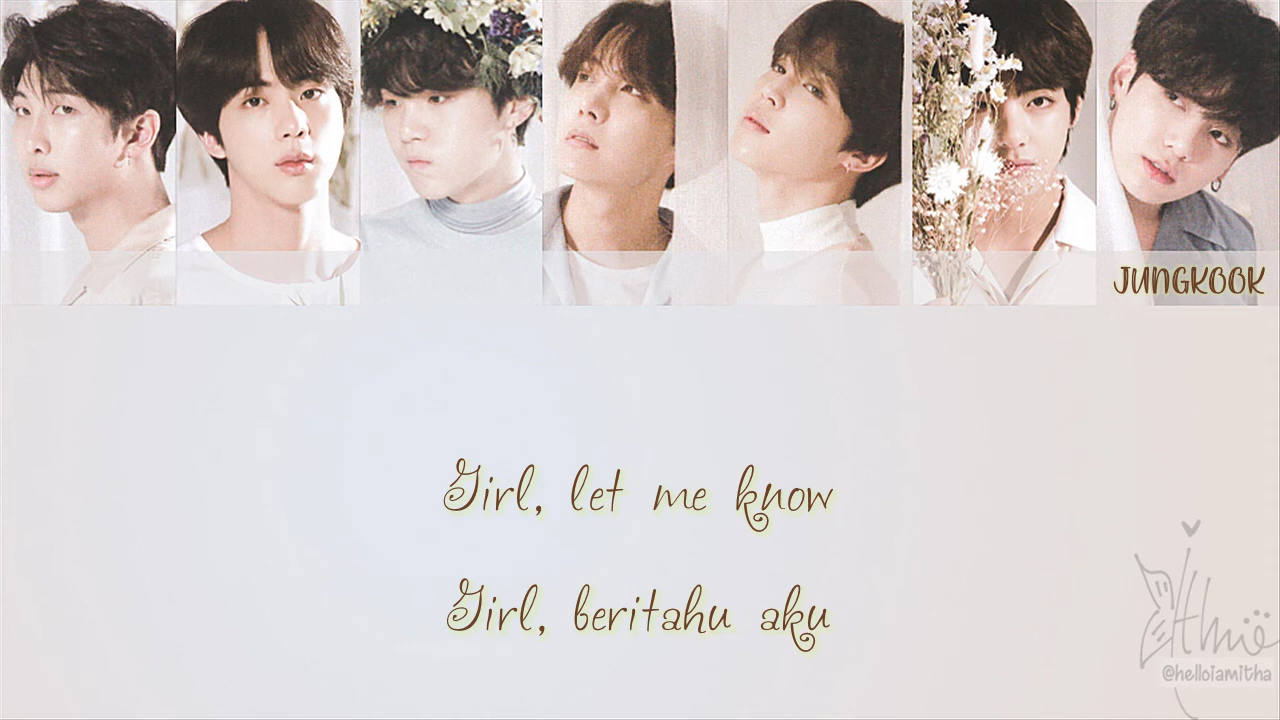 JUNGKOOK
Girl, let me know
Girl, beritahu aku
@helloiamitha